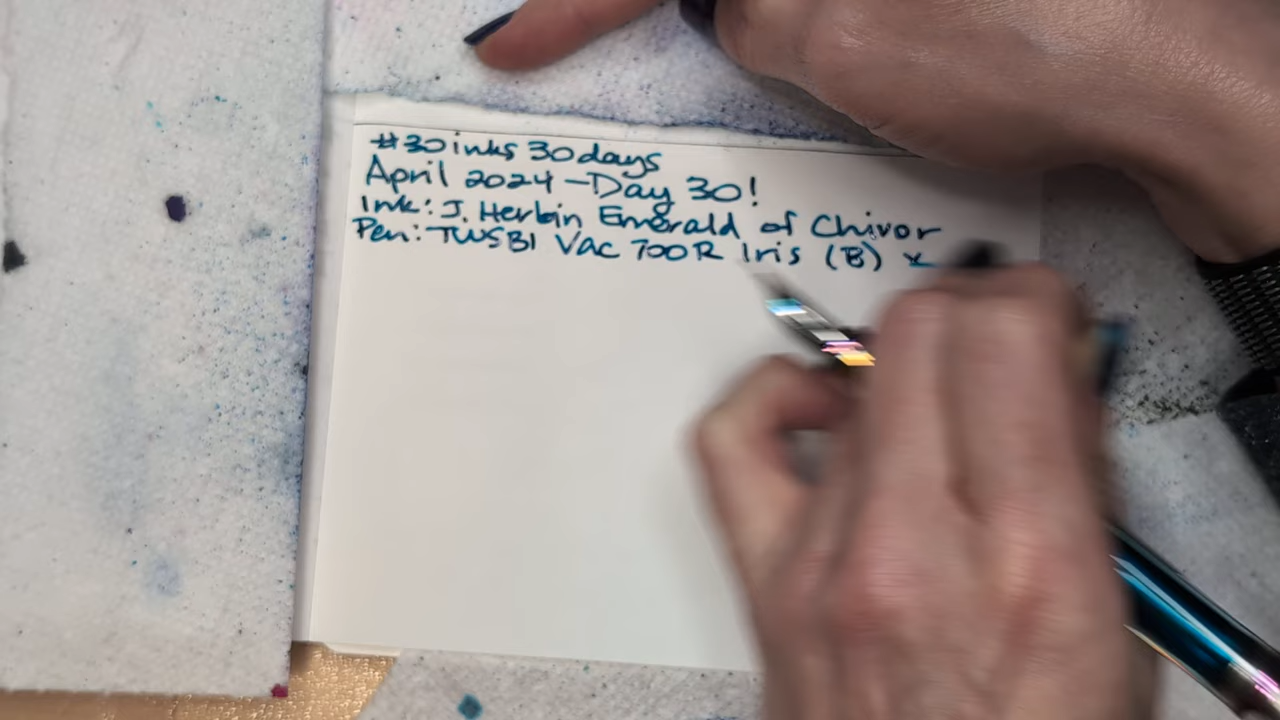 #30inks30days
April 2024 - Day 30!
Ink: J. Herbin Emerald of Chivor
Pen: TWSBI Vac 700R Iris (B)